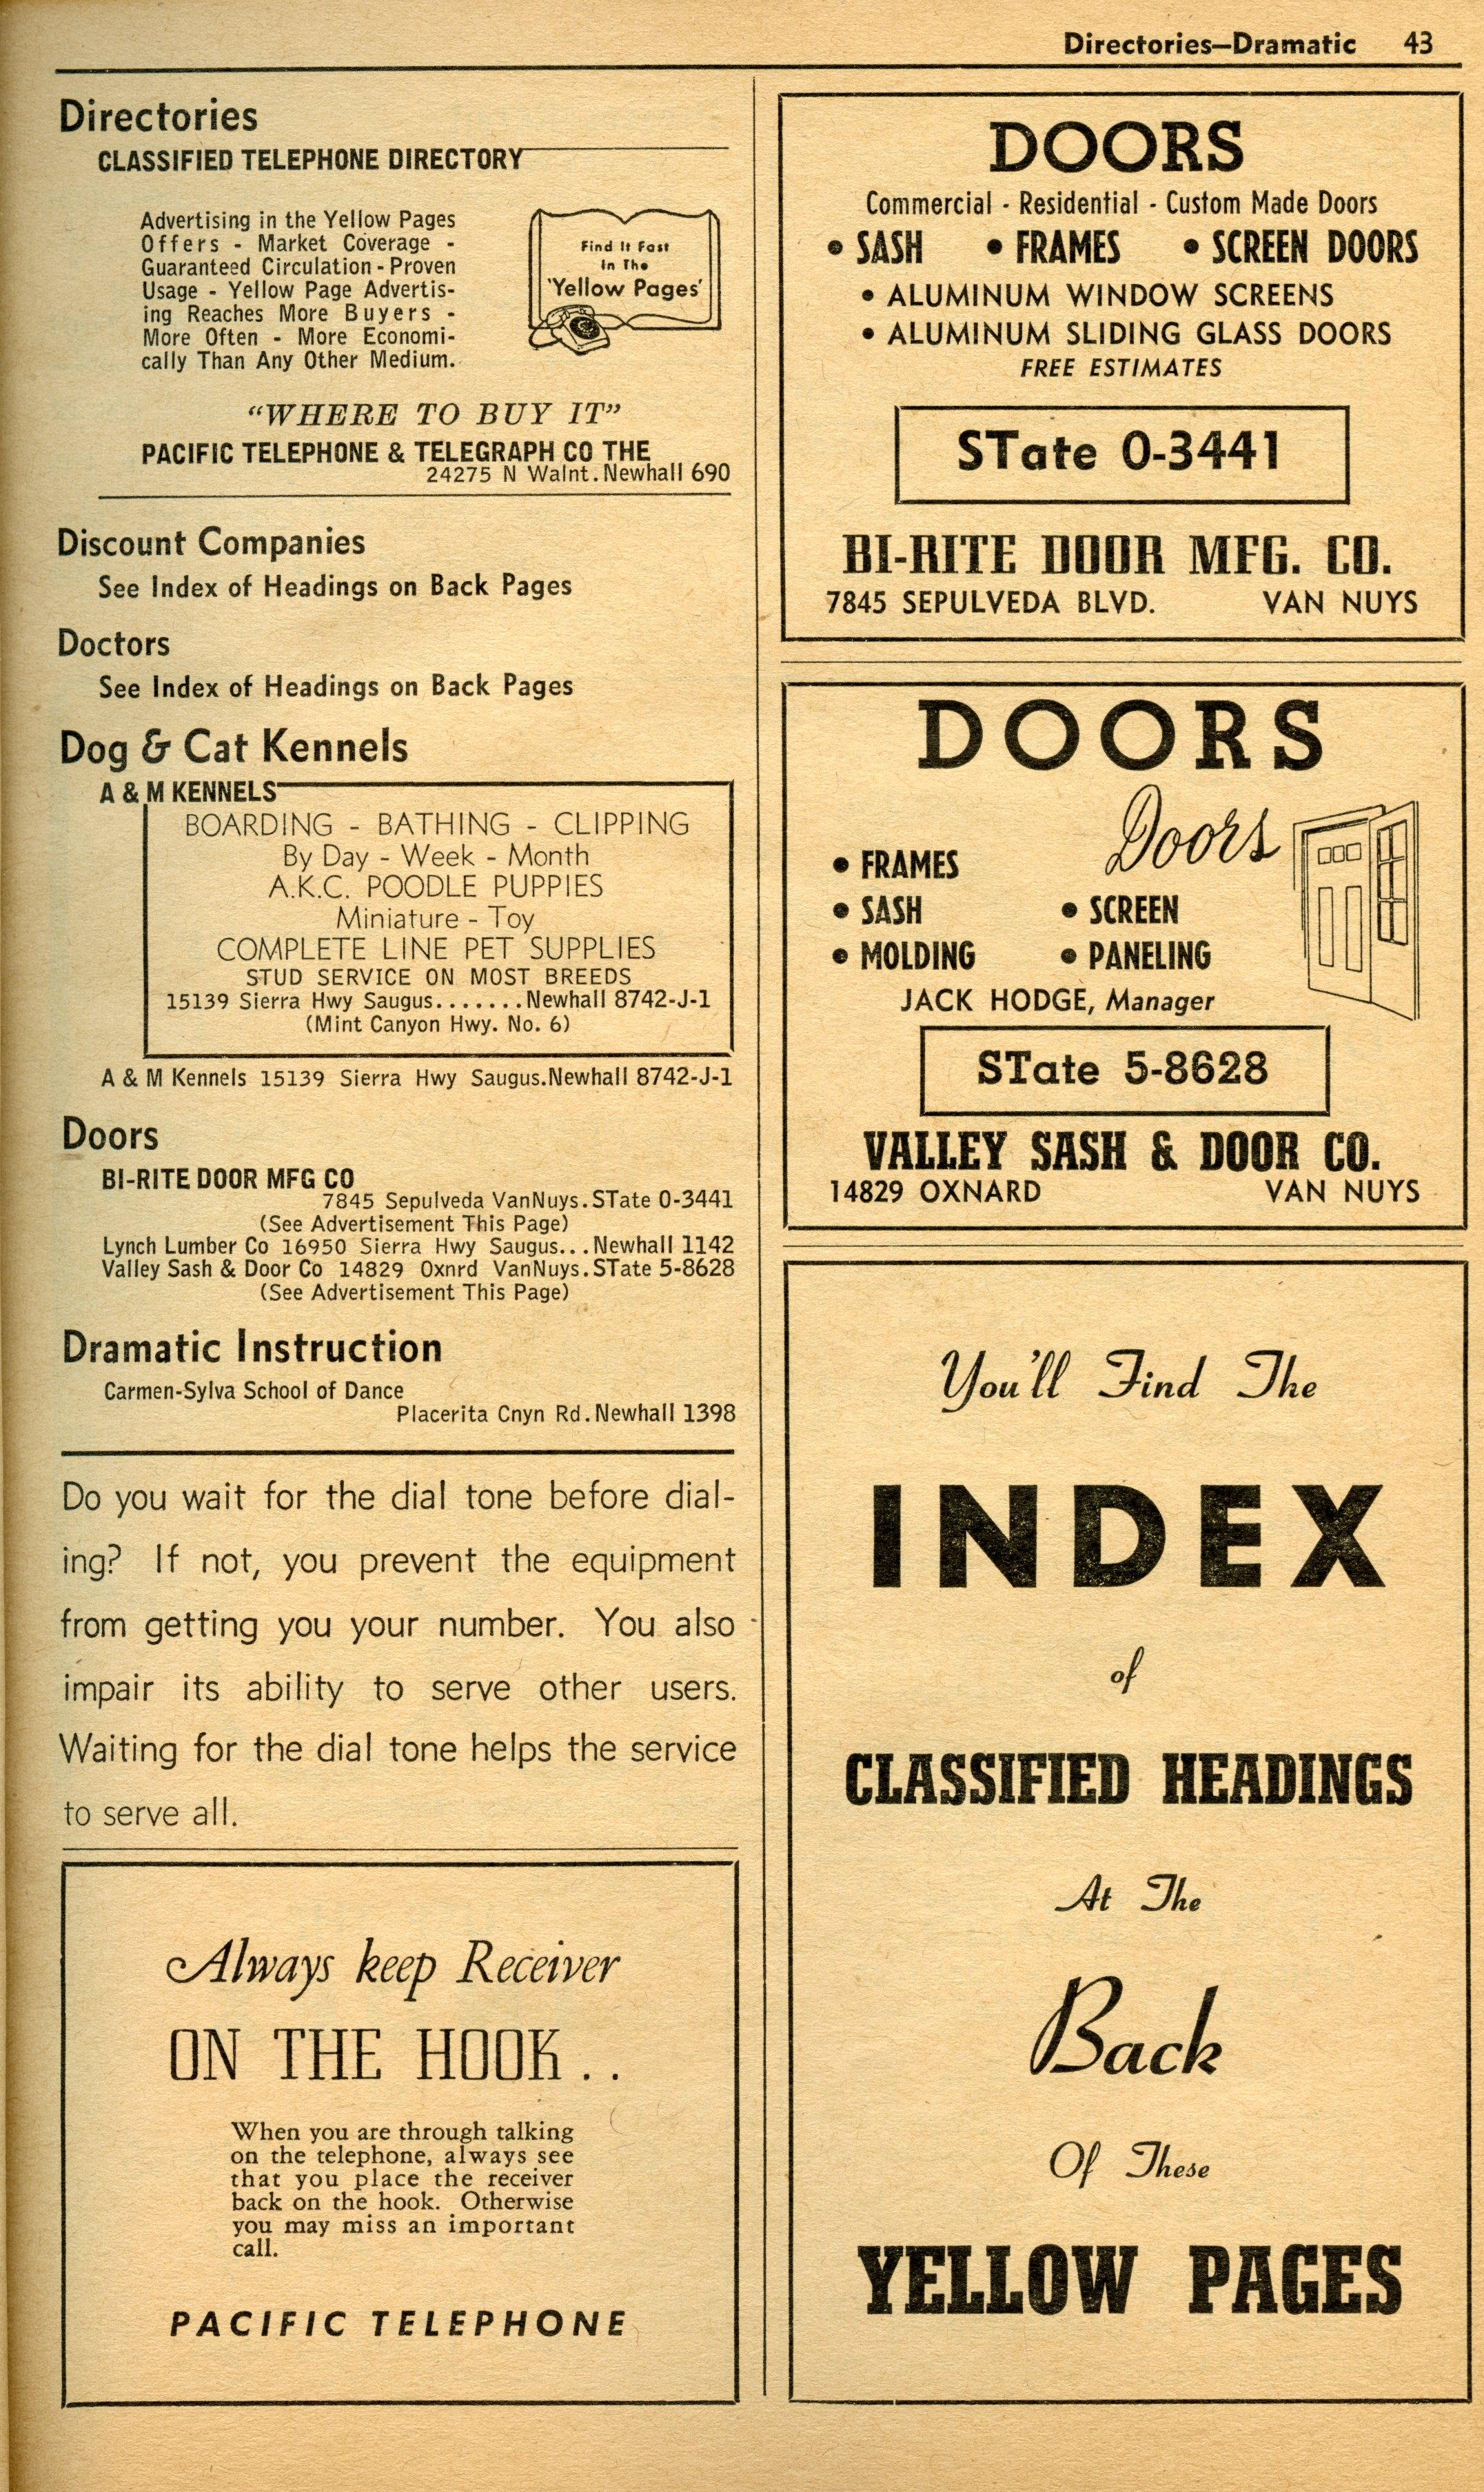 Directories—Dramatic 43
Directories
CLASSIFIED TELEPHONE DIRECTORY
Advertising in the Yellow Pages
Offers - Market Coverage -
Guaranteed Circulation - Proven
Usage - Yellow Page Advertis-
ing Reaches More Buyers -
More Often - More Economi-
cally Than Any Other Medium.
Find It Fast
In The
'Yellow Pages'
"WHERE TO BUY IT"
PACIFIC TELEPHONE & TELEGRAPH CO THE
24275 N Walnt.Newhall 690
Discount Companies
See Index of Headings on Back Pages
Doctors
See Index of Headings on Back Pages
Dog & Cat Kennels
A & M KENNELS
BOARDING - BATHING - CLIPPING
By Day - Week - Month
A.K.C. POODLE PUPPIES
Miniature - Toy
COMPLETE LINE PET SUPPLIES
STUD SERVICE ON MOST BREEDS
15139 Sierra Hwy Saugus.......Newhall 8742-J-1
(Mint Canyon Hwy. No. 6)
A & M Kennels 15139 Sierra Hwy Saugus.Newhall 8742-J-1
Doors
BI-RITE DOOR MFG CO
7845 Sepulveda VanNuys.STate 0-3441
(See Advertisement This Page)
Lynch Lumber Co 16950 Sierra Hwy Saugus...Newhall 1142
Valley Sash & Door Co 14829 Oxnrd VanNuys.STate 5-8628
(See Advertisement This Page)
Dramatic Instruction
Carmen-Sylva School of Dance
Placerita Cnyn Rd.Newhall 1398
Do you wait for the dial tone before dial-
ing? If not, you prevent the equipment
from getting you your number. You also
impair its ability to serve other users.
Waiting for the dial tone helps the service
to serve all.
Always keep Receiver
ON THE HOOK..
When you are through talking
on the telephone, always see
that you place the receiver
back on the hook. Otherwise
you may miss an important
call.
PACIFIC TELEPHONE
DOORS
Commercial - Residential - Custom Made Doors
• SASH • FRAMES • SCREEN DOORS
• ALUMINUM WINDOW SCREENS
• ALUMINUM SLIDING GLASS DOORS
FREE ESTIMATES
STate 0-3441
BI-RITE DOOR MFG. CO.
7845 SEPULVEDA BLVD. VAN NUYS
DOORS
Doors
• FRAMES
• SASH • SCREEN
• MOLDING • PANELING
JACK HODGE, Manager
STate 5-8628
VALLEY SASH & DOOR CO.
14829 OXNARD VAN NUYS
You'll Find The
INDEX
of
CLASSIFIED HEADINGS
At The
Back
Of These
YELLOW PAGES